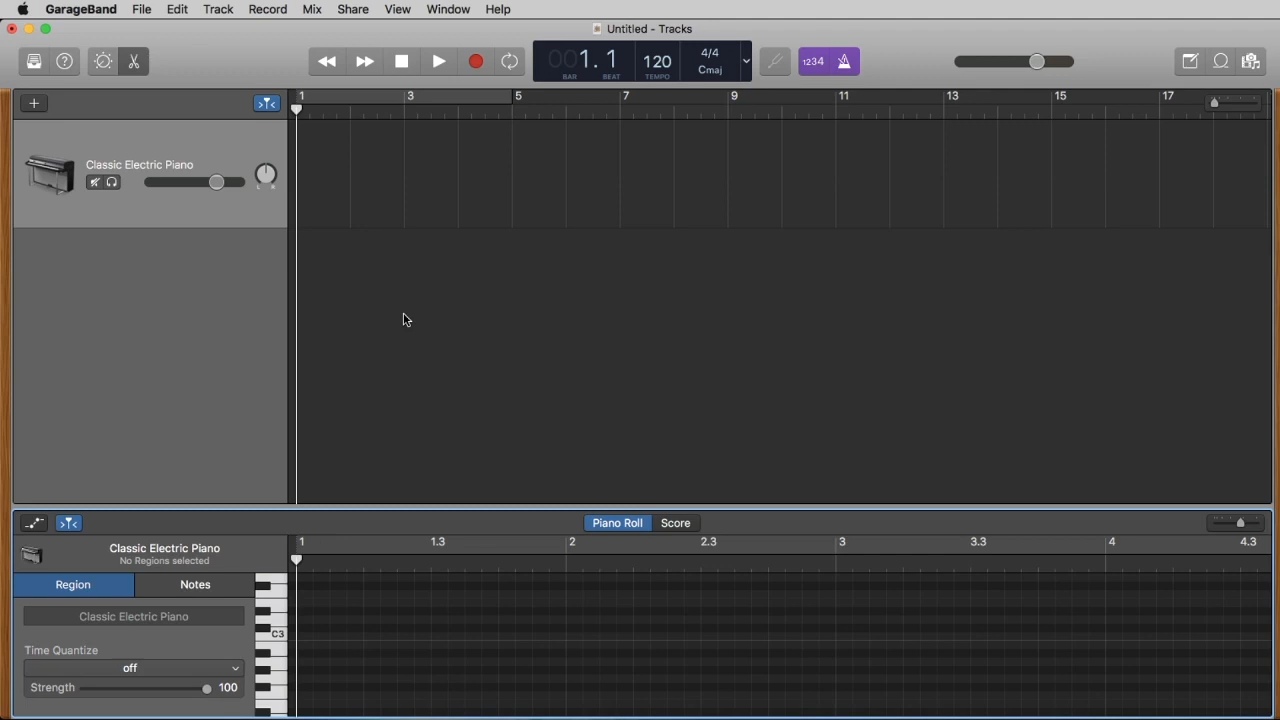 GarageBand File Edit Track Record Mix Share View Window Help
Untitled - Tracks
001. 1 120 4/4 Cmaj
BAR BEAT TEMPO
1234
1 3 5 7 9 11 13 15 17
Classic Electric Piano
L R
Piano Roll Score
Classic Electric Piano
No Regions selected
1 1.3 2 2.3 3 3.3 4 4.3
Region Notes
Classic Electric Piano
C3
Time Quantize
off
Strength 100